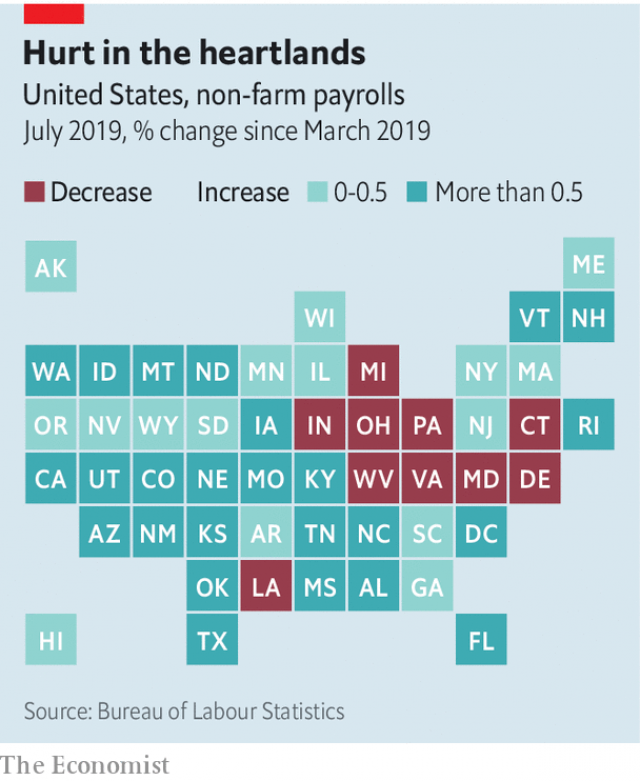 Hurt in the heartlands
United States, non-farm payrolls
July 2019, % change since March 2019
Decrease Increase 0-0.5 More than 0.5
AK ME
WI VT NH
WA ID MT ND MN IL MI NY MA
OR NV WY SD IA IN OH PA NJ CT RI
CA UT CO NE MO KY WV VA MD DE
AZ NM KS AR TN NC SC DC
OK LA MS AL GA
HI TX FL
Source: Bureau of Labour Statistics
The Economist